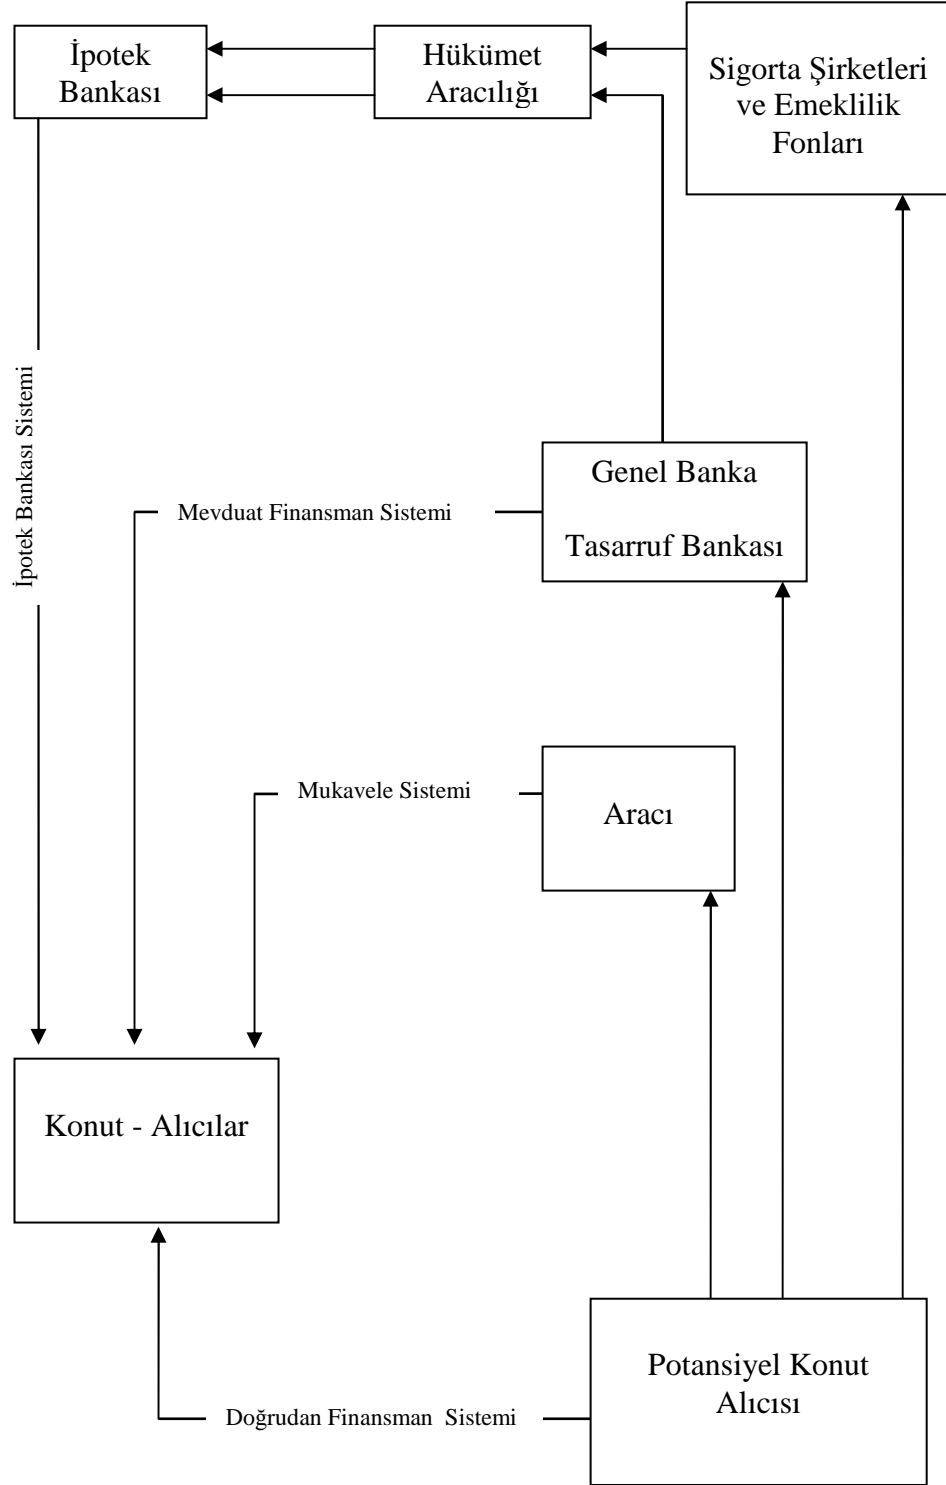 İpotek
Bankası
Hükümet
Aracılığı
Sigorta Şirketleri
ve Emeklilik
Fonları
İpotek Bankası Sistemi
Genel Banka
Tasarruf Bankası
Mevduat Finansman Sistemi
Mukavele Sistemi
Aracı
Konut - Alıcılar
Potansiyel Konut
Alıcısı
Doğrudan Finansman  Sistemi